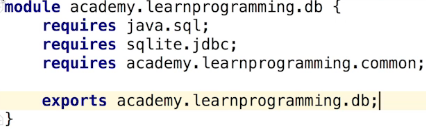 module academy.learnprogramming.db {
    requires java.sql;
    requires sqlite.jdbc;
    requires academy.learnprogramming.common;
    exports academy.learnprogramming.db;
}